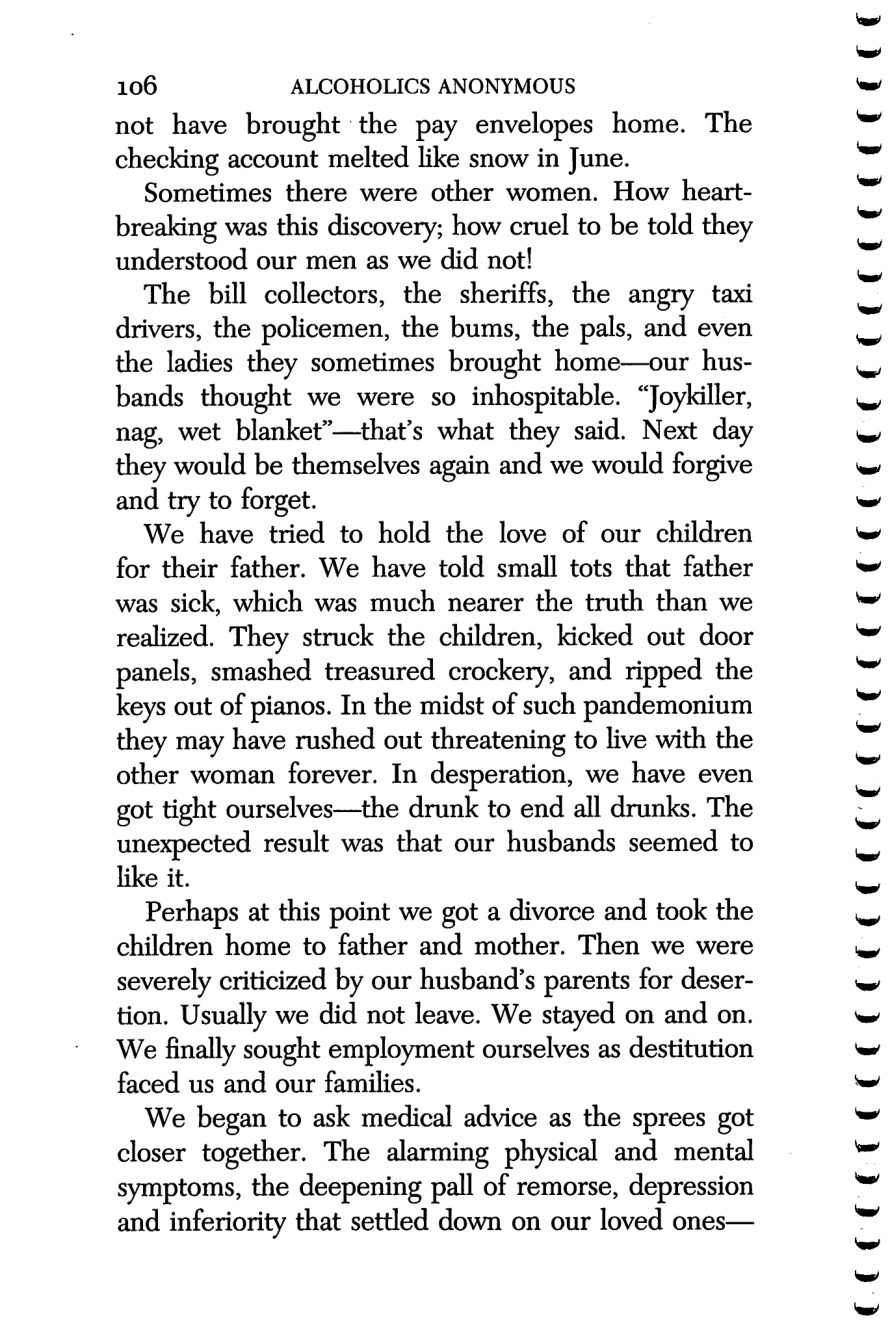 106 ALCOHOLICS ANONYMOUS
not have brought the pay envelopes home. The
checking account melted like snow in June.
Sometimes there were other women. How heart-
breaking was this discovery; how cruel to be told they
understood our men as we did not!
The bill collectors, the sheriffs, the angry taxi
drivers, the policemen, the bums, the pals, and even
the ladies they sometimes brought home—our hus-
bands thought we were so inhospitable. “Joykiller,
nag, wet blanket”—that’s what they said. Next day
they would be themselves again and we would forgive
and try to forget.
We have tried to hold the love of our children
for their father. We have told small tots that father
was sick, which was much nearer the truth than we
realized. They struck the children, kicked out door
panels, smashed treasured crockery, and ripped the
keys out of pianos. In the midst of such pandemonium
they may have rushed out threatening to live with the
other woman forever. In desperation, we have even
got tight ourselves—the drunk to end all drunks. The
unexpected result was that our husbands seemed to
like it.
Perhaps at this point we got a divorce and took the
children home to father and mother. Then we were
severely criticized by our husband’s parents for deser-
tion. Usually we did not leave. We stayed on and on.
We finally sought employment ourselves as destitution
faced us and our families.
We began to ask medical advice as the sprees got
closer together. The alarming physical and mental
symptoms, the deepening pall of remorse, depression
and inferiority that settled down on our loved ones—